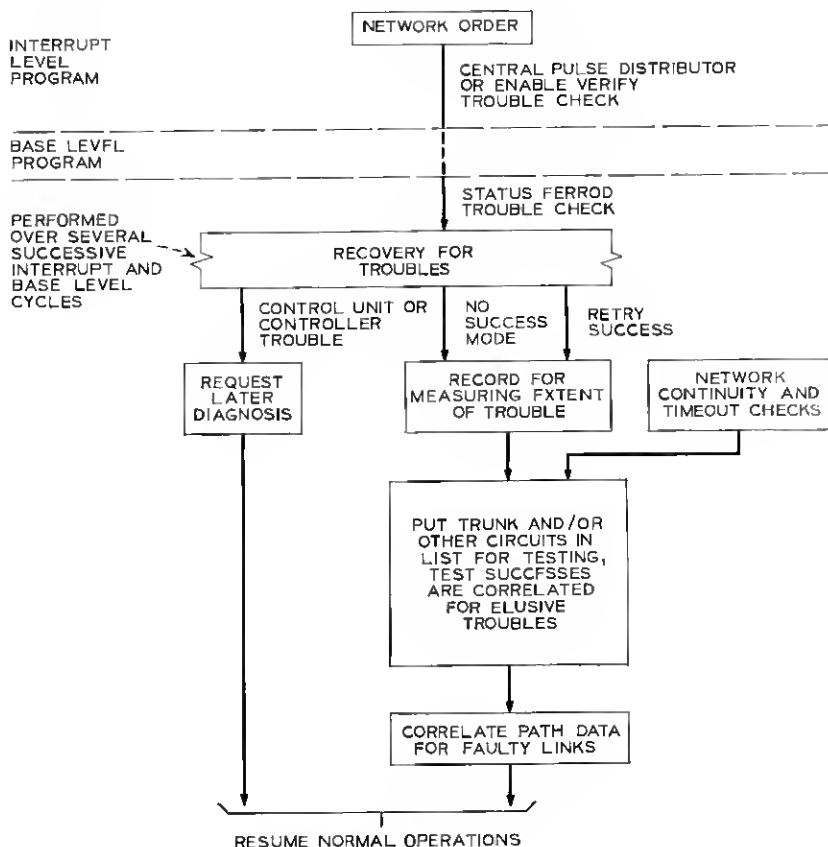 NETWORK ORDER
INTERRUPT
LEVEL
PROGRAM
CENTRAL PULSE DISTRIBUTOR
OR ENABLE VERIFY
TROUBLE CHECK
BASE LEVFL
PROGRAM
STATUS FERROD
TROUBLE CHECK
PERFORMED
OVER SEVERAL
SUCCESSIVE
INTERRUPT AND
BASE LEVEL
CYCLES
RECOVERY FOR
TROUBLES
CONTROL UNIT OR
CONTROLLER
TROUBLE
NO
SUCCESS
MODE
RETRY
SUCCESS
REQUEST
LATER
DIAGNOSIS
RECORD FOR
MEASURING FXTENT
OF TROUBLE
NETWORK
CONTINUITY AND
TIMEOUT CHECKS
PUT TRUNK AND/OR
OTHER CIRCUITS IN
LIST FOR TESTING,
TEST SUCCFSSES
ARE CORRELATED
FOR ELUSIVE
TROUBLES
CORRELATE PATH DATA
FOR FAULTY LINKS
RESUME NORMAL OPERATIONS